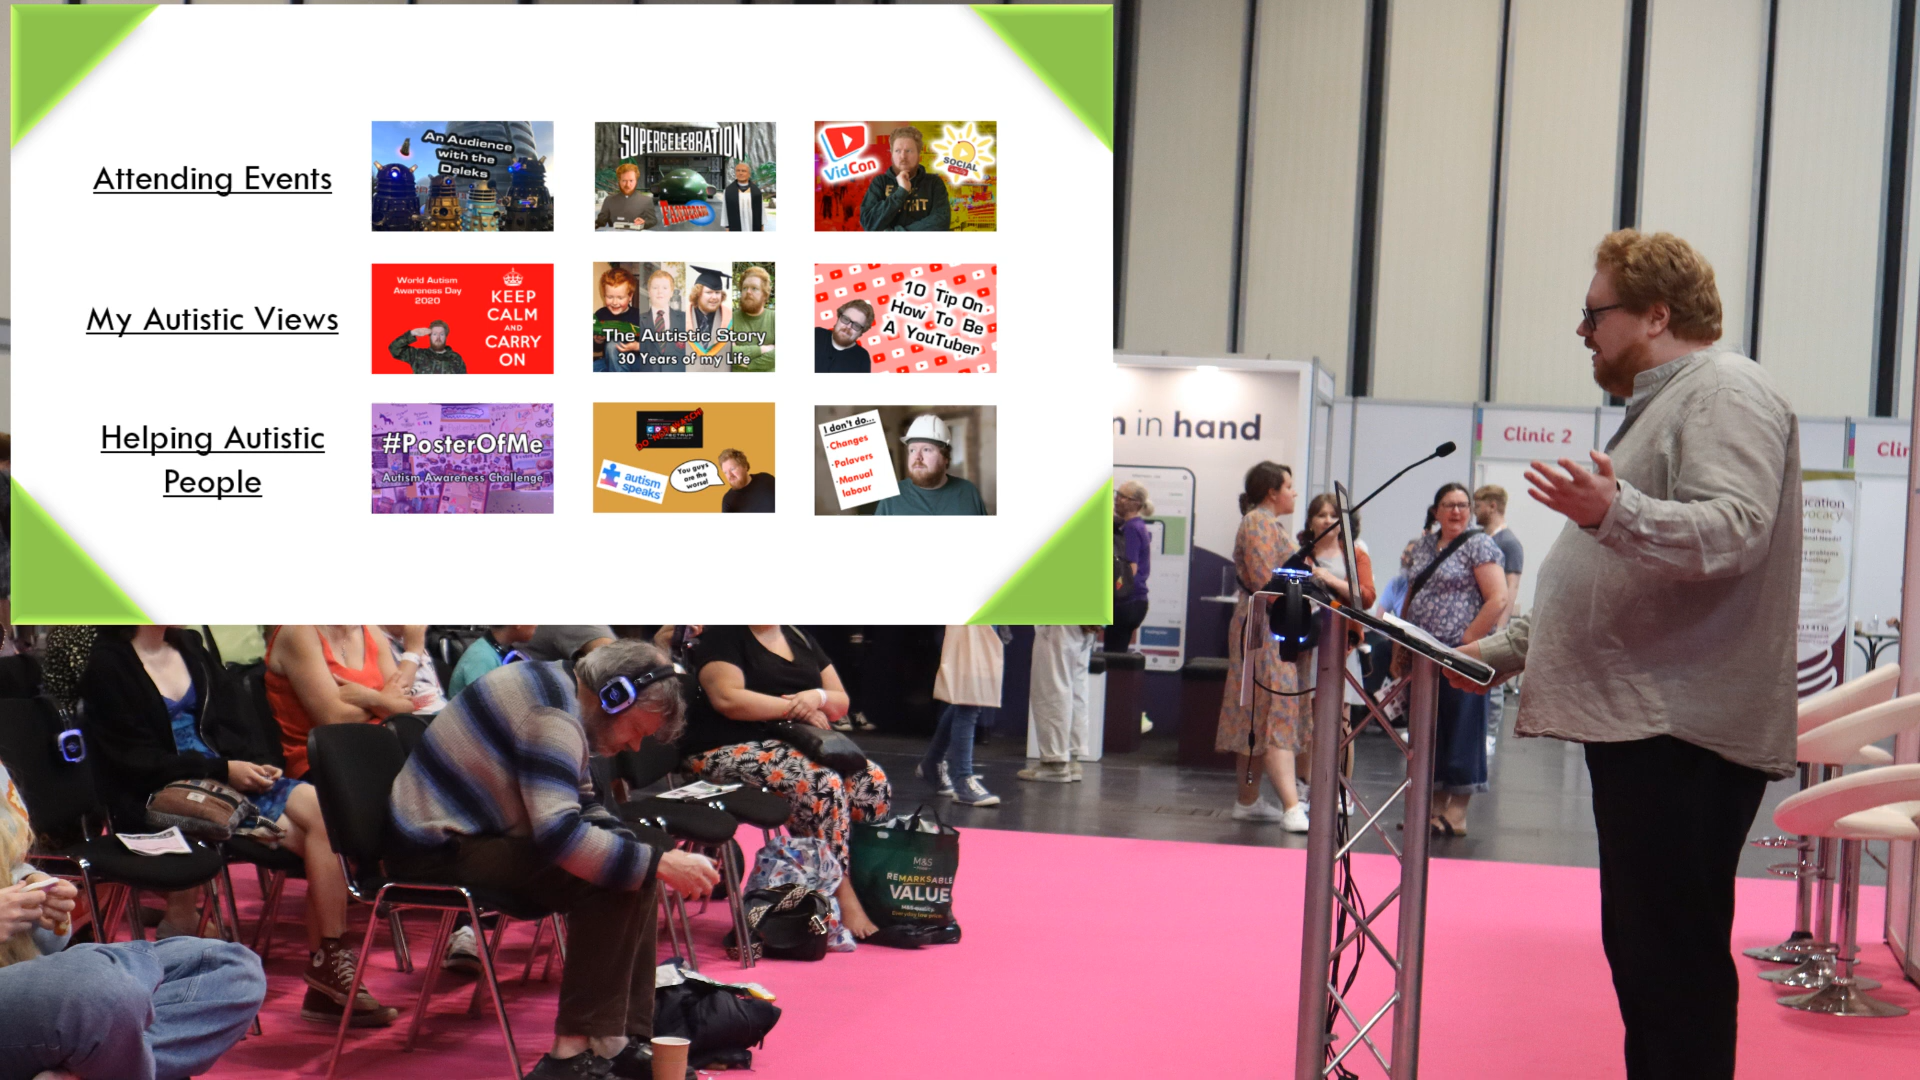 Attending Events
An Audience
with the
Daleks
SUPERCELEBRATION
VidCon
SOCIAL
My Autistic Views
World Autism
Awareness Day
2020
KEEP
CALM
AND
CARRY
ON
The Autistic Story
30 Years of my Life
10 Tip On
How To Be
A YouTuber
Helping Autistic
People
#PosterOfMe
Autism Awareness Challenge
autism
speaks
You guys
are the
worse!
I don't do...
·Changes
·Palavers
·Manual
labour
in hand
Clinic 2
M&S
REMARKSABLE
VALUE